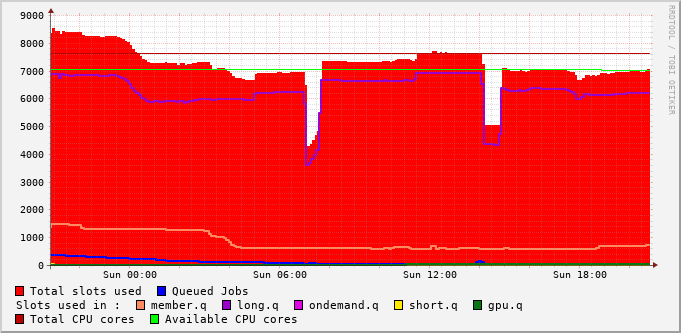 9000
8000
7000
6000
5000
4000
3000
2000
1000
0
Sun 00:00 Sun 06:00 Sun 12:00 Sun 18:00
Total slots used Queued Jobs
Slots used in : member.q long.q ondemand.q short.q gpu.q
Total CPU cores Available CPU cores
RRDTOOL / TOBI OETIKER